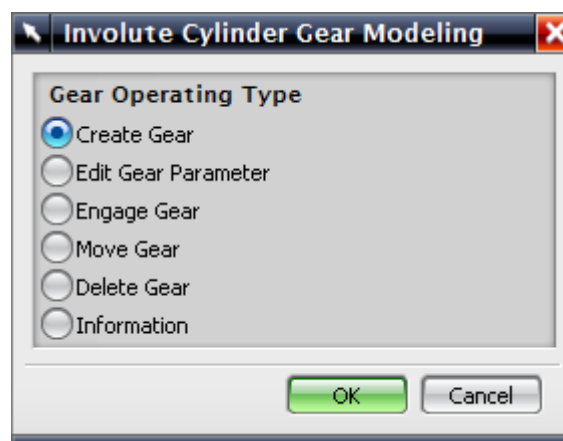 Involute Cylinder Gear Modeling
Gear Operating Type
Create Gear
Edit Gear Parameter
Engage Gear
Move Gear
Delete Gear
Information
OK Cancel